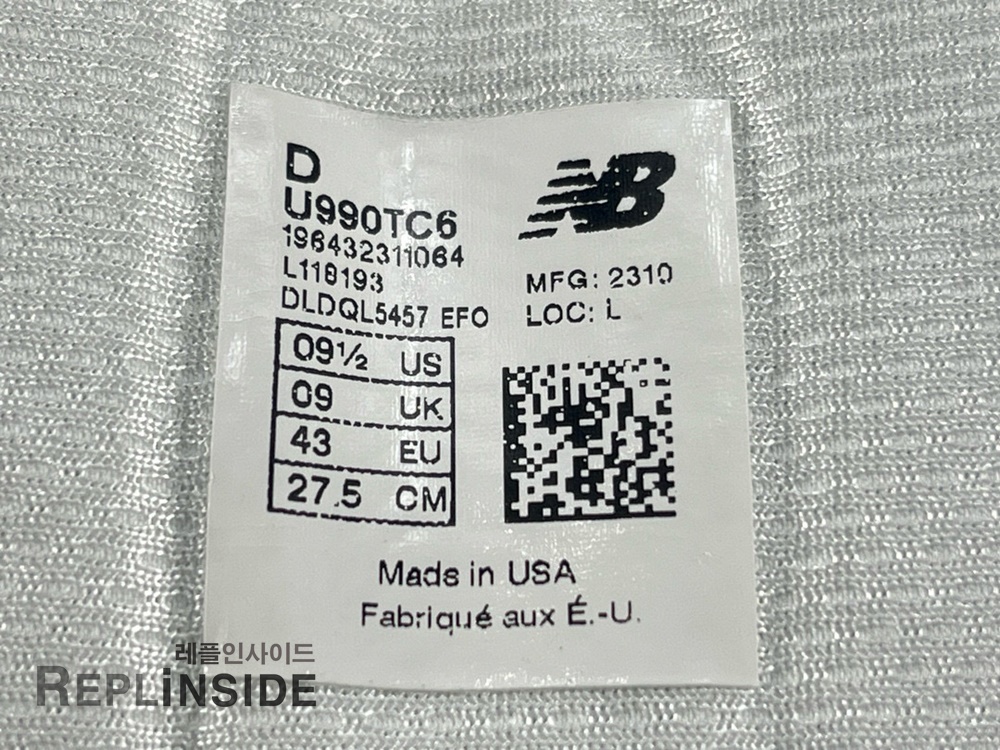 D
U990TC6
196432311064
L118193
DLDQL5457 EFO
NB
MFG: 2310
LOC: L
09½ US
09 UK
43 EU
27.5 CM
Made in USA
Fabriqué aux É.-U.
레플인사이드
REPLiNSIDE